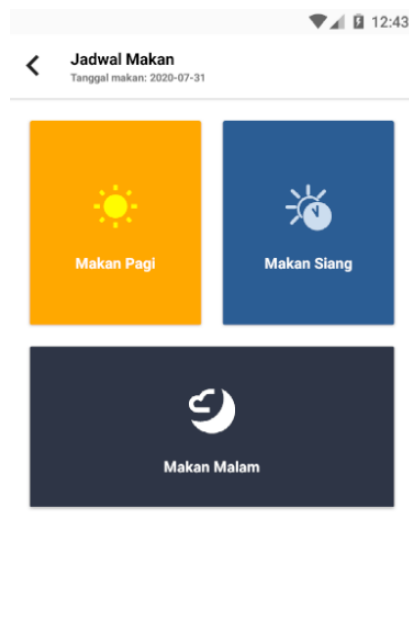 12:43
Jadwal Makan
Tanggal makan: 2020-07-31
Makan Pagi
Makan Siang
Makan Malam